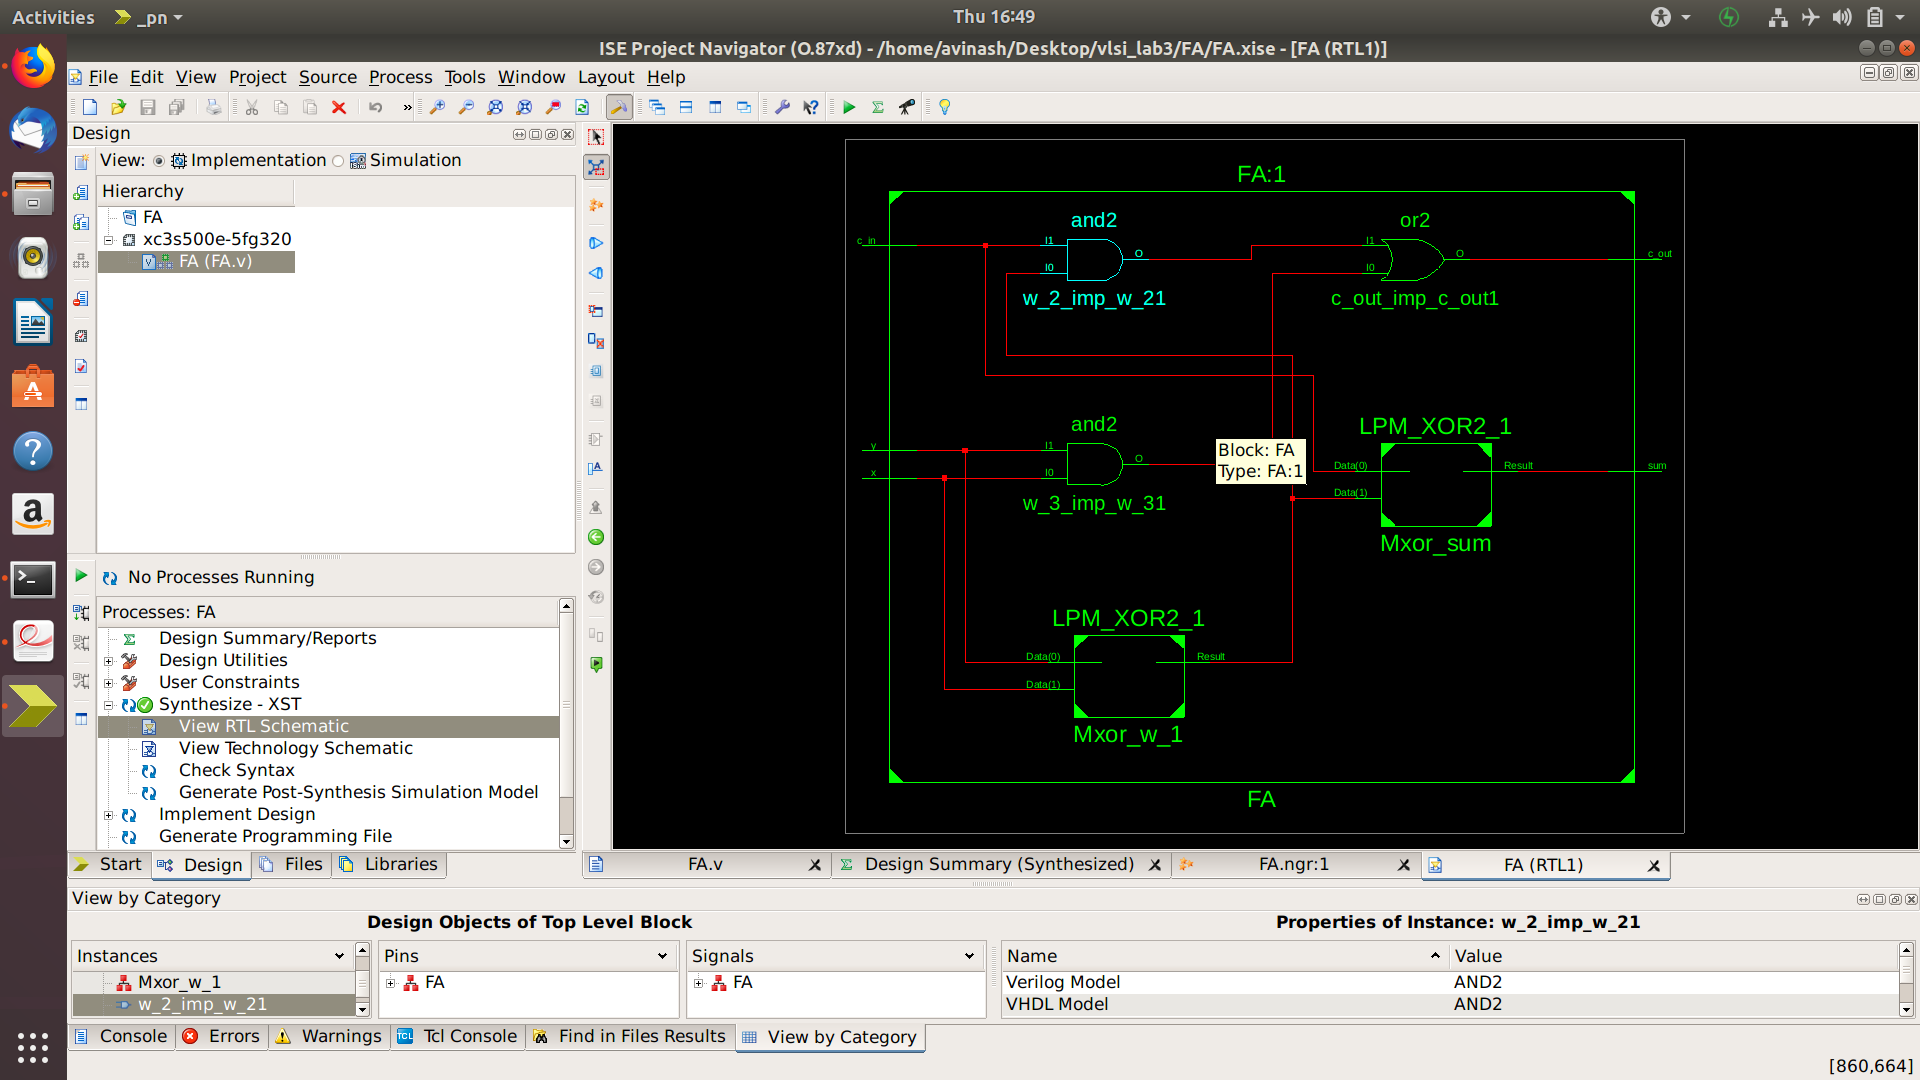 Activities
_pn
Thu 16:49
ISE Project Navigator (O.87xd) - /home/avinash/Desktop/vlsi_lab3/FA/FA.xise - [FA (RTL1)]
File Edit View Project Source Process Tools Window Layout Help
»
Design
View: Implementation Simulation
Hierarchy
FA
xc3s500e-5fg320
FA (FA.v)
No Processes Running
Processes: FA
Design Summary/Reports
Design Utilities
User Constraints
Synthesize - XST
View RTL Schematic
View Technology Schematic
Check Syntax
Generate Post-Synthesis Simulation Model
Implement Design
Generate Programming File
Start Design Files Libraries
FA:1
and2
or2
c_in
I1
I0
O
I1
I0
O
c_out
w_2_imp_w_21
c_out_imp_c_out1
and2
y
x
I1
I0
O
w_3_imp_w_31
Block: FA
Type: FA:1
LPM_XOR2_1
Data(0)
Data(1)
Result
sum
Mxor_sum
LPM_XOR2_1
Data(0)
Data(1)
Result
Mxor_w_1
FA
FA.v
Design Summary (Synthesized)
FA.ngr:1
FA (RTL1)
View by Category
Design Objects of Top Level Block
Properties of Instance: w_2_imp_w_21
Instances Pins Signals
Mxor_w_1 FA FA
w_2_imp_w_21
Name Value
Verilog Model AND2
VHDL Model AND2
Console Errors Warnings TCL Tcl Console Find in Files Results View by Category
[860,664]